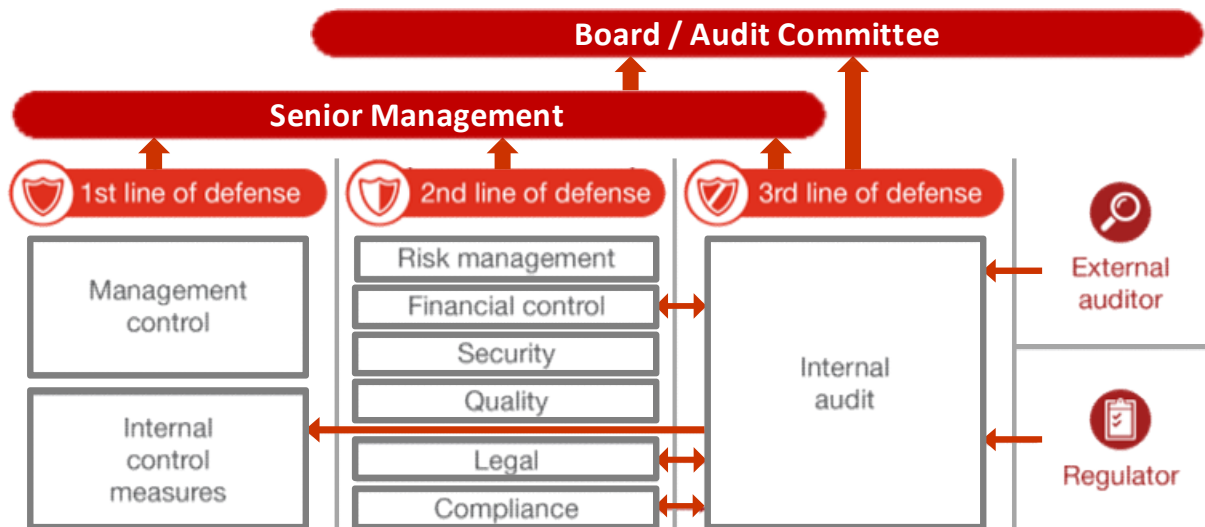 Board / Audit Committee
Senior Management
1st line of defense
2nd line of defense
3rd line of defense
Management
control
Internal
control
measures
Risk management
Financial control
Security
Quality
Legal
Compliance
Internal
audit
External
auditor
Regulator